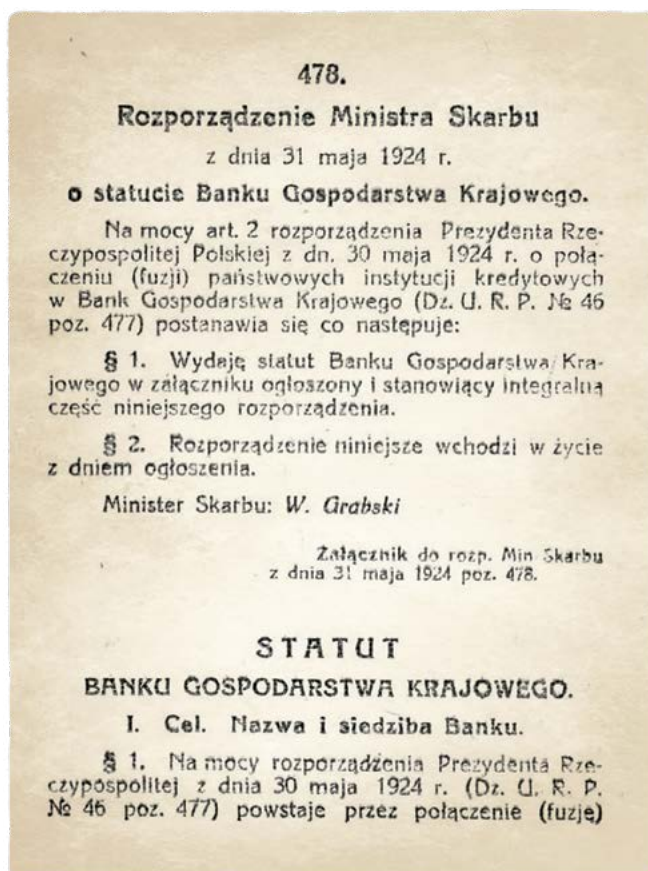 478.
Rozporządzenie Ministra Skarbu
z dnia 31 maja 1924 r.
o statucie Banku Gospodarstwa Krajowego.
Na mocy art. 2 rozporządzenia Prezydenta Rze-
czypospolitej Polskiej z dn. 30 maja 1924 r. o połą-
czeniu (fuzji) państwowych instytucji kredytowych
w Bank Gospodarstwa Krajowego (Dz. U. R. P. № 46
poz. 477) postanawia się co następuje:
§ 1. Wydaję statut Banku Gospodarstwa Kra-
jowego w załączniku ogłoszony i stanowiący integralną
część niniejszego rozporządzenia.
§ 2. Rozporządzenie niniejsze wchodzi w życie
z dniem ogłoszenia.
Minister Skarbu: W. Grabski
Załącznik do rozp. Min Skarbu
z dnia 31 maja 1924 poz. 478.
STATUT
BANKU GOSPODARSTWA KRAJOWEGO.
I. Cel. Nazwa i siedziba Banku.
§ 1. Na mocy rozporządzenia Prezydenta Rze-
czypospolitej z dnia 30 maja 1924 r. (Dz. U. R. P.
№ 46 poz. 477) powstaje przez połączenie (fuzję)